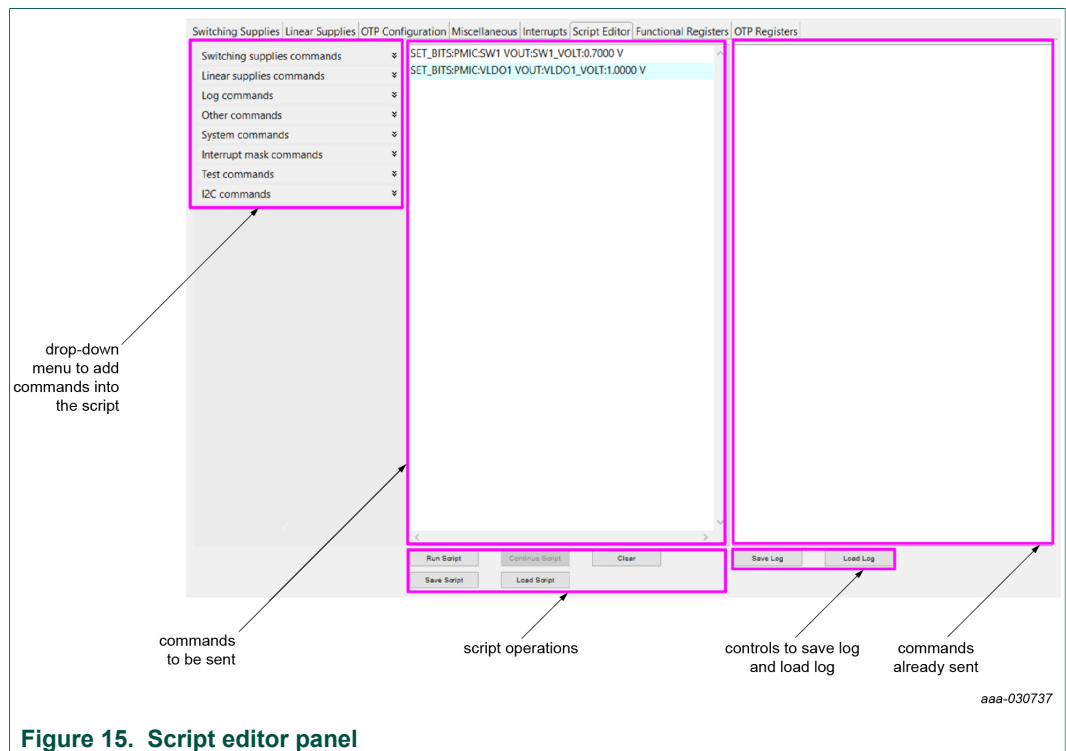 Switching Supplies Linear Supplies OTP Configuration Miscellaneous Interrupts Script Editor Functional Registers OTP Registers
Switching supplies commands
Linear supplies commands
Log commands
Other commands
System commands
Interrupt mask commands
Test commands
I2C commands
SET_BITS:PMIC:SW1 VOUT:SW1_VOLT:0.7000 V
SET_BITS:PMIC:VLDO1 VOUT:VLDO1_VOLT:1.0000 V
drop-down
menu to add
commands into
the script
Run Script Continue Script Clear
Save Script Load Script
Save Log Load Log
commands
to be sent
script operations
controls to save log
and load log
commands
already sent
aaa-030737
Figure 15. Script editor panel